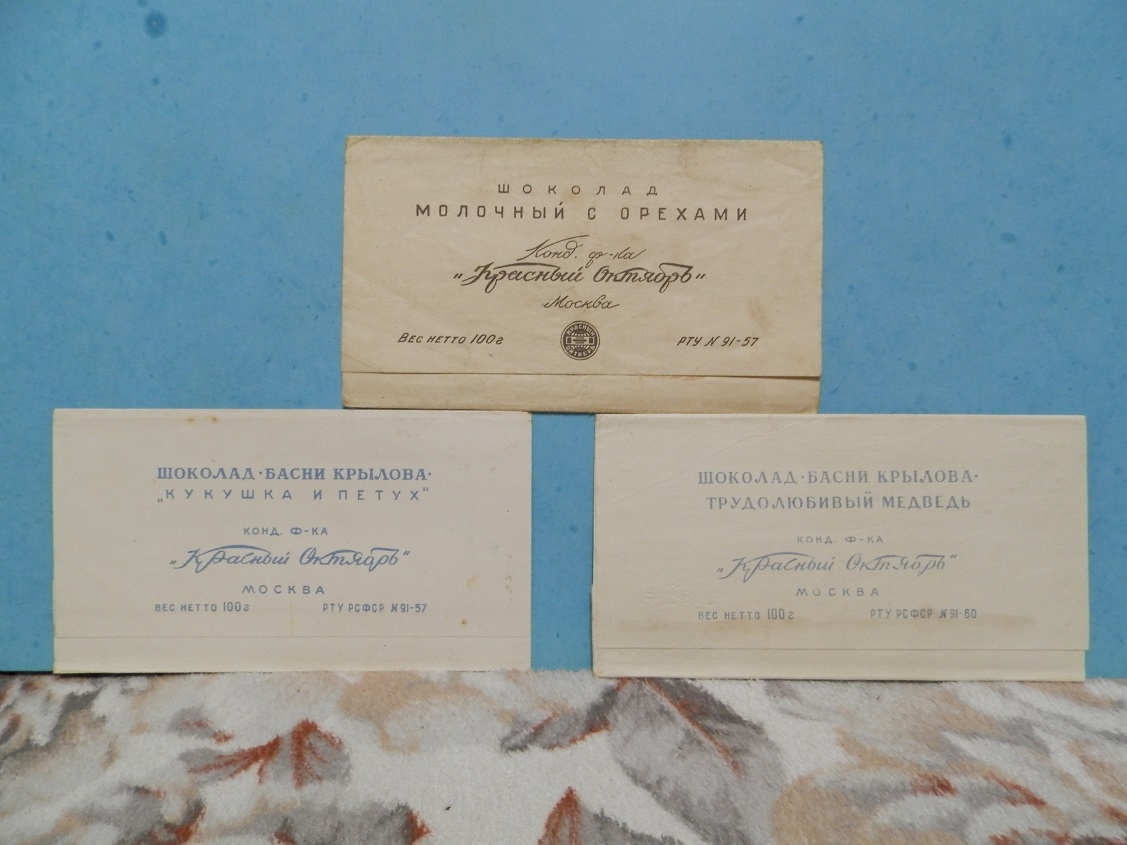 ШОКОЛАД
МОЛОЧНЫЙ С ОРЕХАМИ
Конд. ф-ка
"Красный Октябрь"
Москва
КРАСНЫЙ
ОКТЯБРЬ
ВЕС НЕТТО 100г
РТУ № 91-57
ШОКОЛАД·БАСНИ КРЫЛОВА·
„КУКУШКА И ПЕТУХ"
КОНД. Ф-КА
„Красный Октябрь"
МОСКВА
ВЕС НЕТТО 100г
РТУ РСФСР №91-57
ШОКОЛАД·БАСНИ КРЫЛОВА·
ТРУДОЛЮБИВЫЙ МЕДВЕДЬ
КОНД. Ф-КА
„Красный Октябрь"
МОСКВА
ВЕС НЕТТО 100г
РТУ РСФСР №91-60